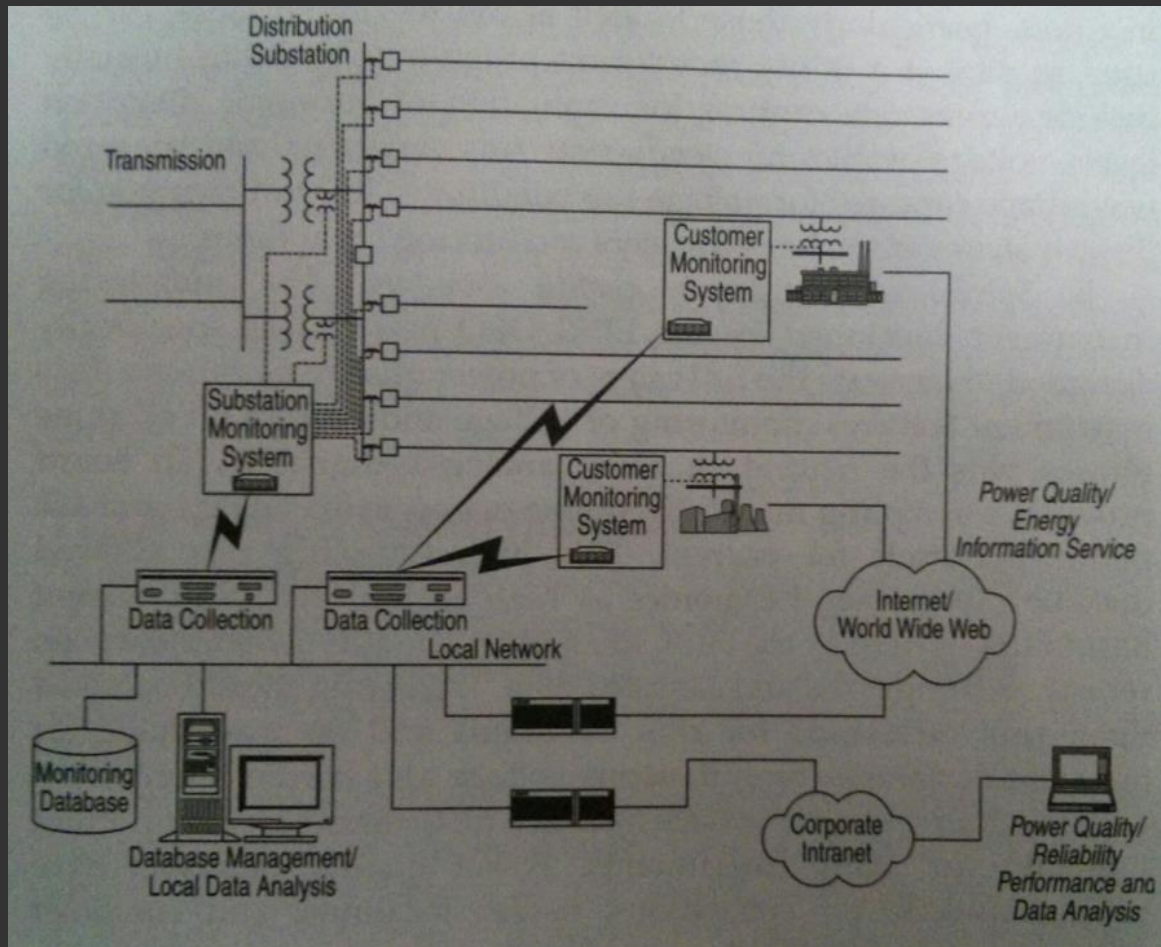 Distribution
Substation
Transmission
Customer
Monitoring
System
Substation
Monitoring
System
Customer
Monitoring
System
Power Quality/
Energy
Information Service
Data Collection
Data Collection
Internet/
World Wide Web
Local Network
Monitoring
Database
Corporate
Intranet
Database Management/
Local Data Analysis
Power Quality/
Reliability
Performance and
Data Analysis